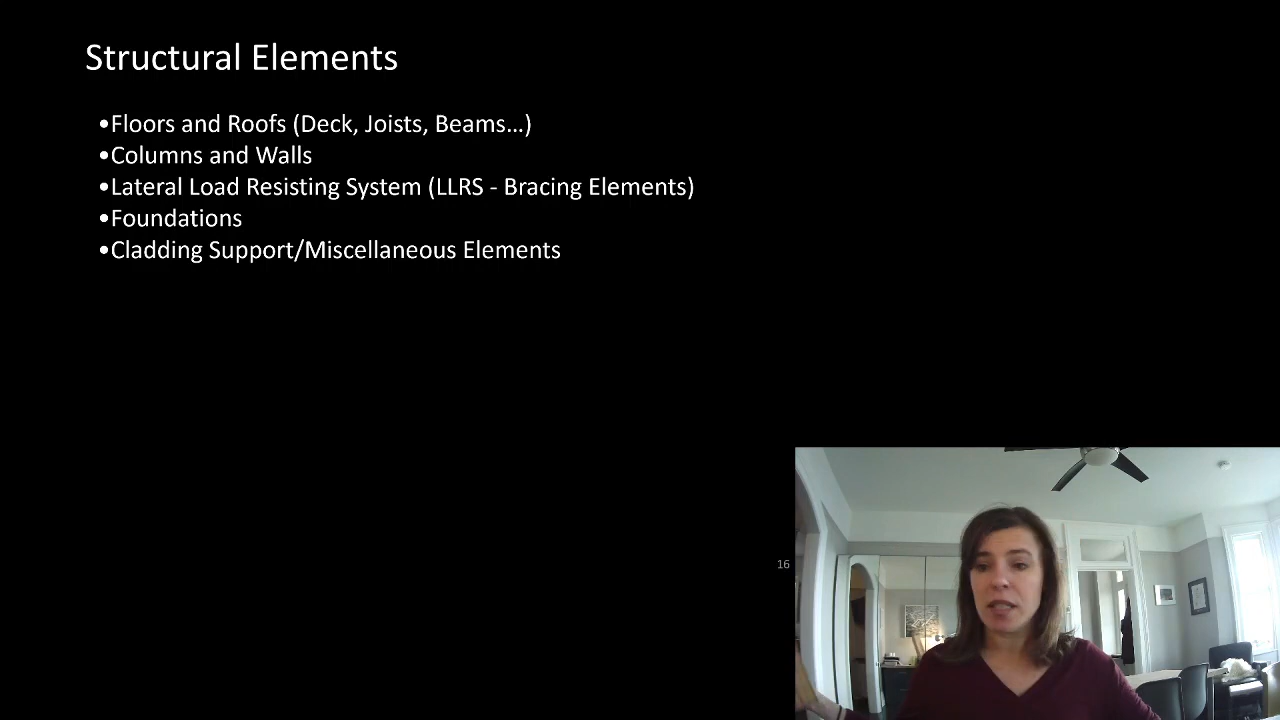 Structural Elements
•Floors and Roofs (Deck, Joists, Beams…)
•Columns and Walls
•Lateral Load Resisting System (LLRS - Bracing Elements)
•Foundations
•Cladding Support/Miscellaneous Elements
16